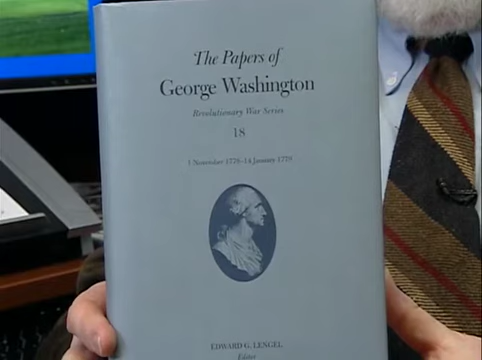 The Papers of
George Washington
Revolutionary War Series
18
1 November 1778–14 January 1779
EDWARD G. LENGEL
Editor